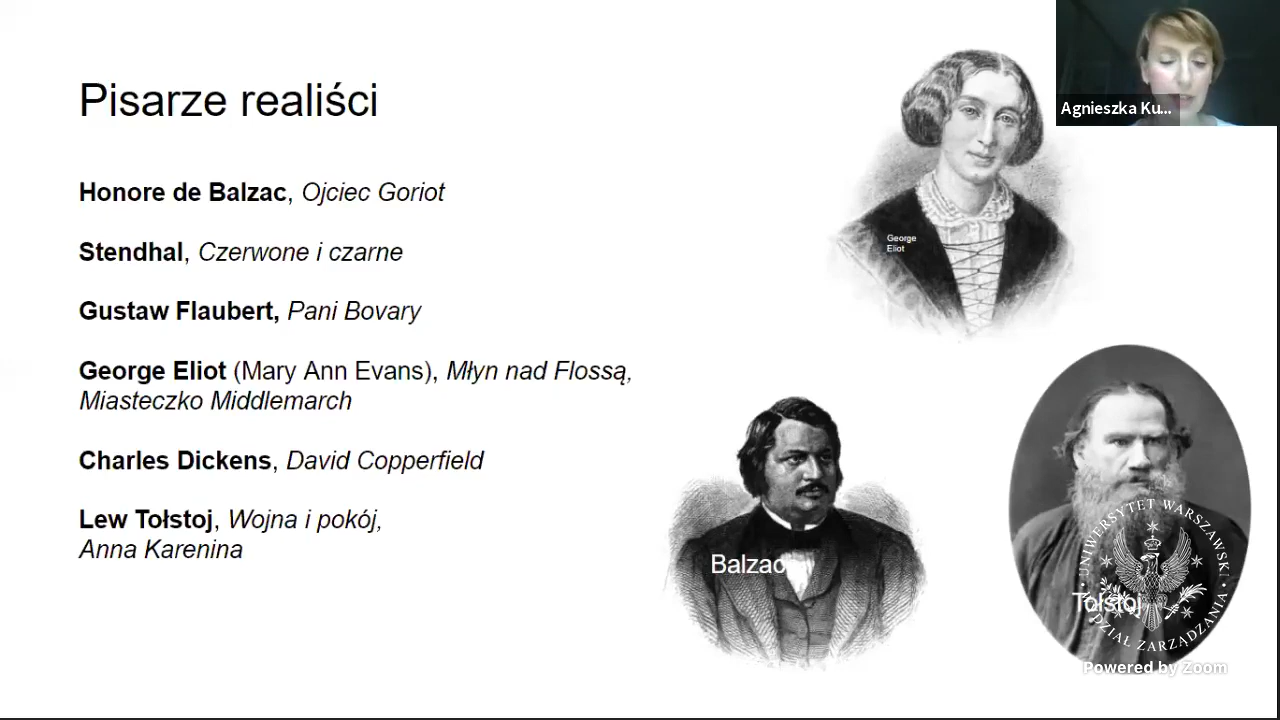 Pisarze realiści
Agnieszka Ku...
Honore de Balzac, Ojciec Goriot
Stendhal, Czerwone i czarne
Gustaw Flaubert, Pani Bovary
George Eliot (Mary Ann Evans), Młyn nad Flossą,
Miasteczko Middlemarch
Charles Dickens, David Copperfield
Lew Tołstoj, Wojna i pokój,
Anna Karenina
George
Eliot
Balzac
Tołstoj
UNIWERSYTET WARSZAWSKI
WYDZIAŁ ZARZĄDZANIA
Powered by Zoom